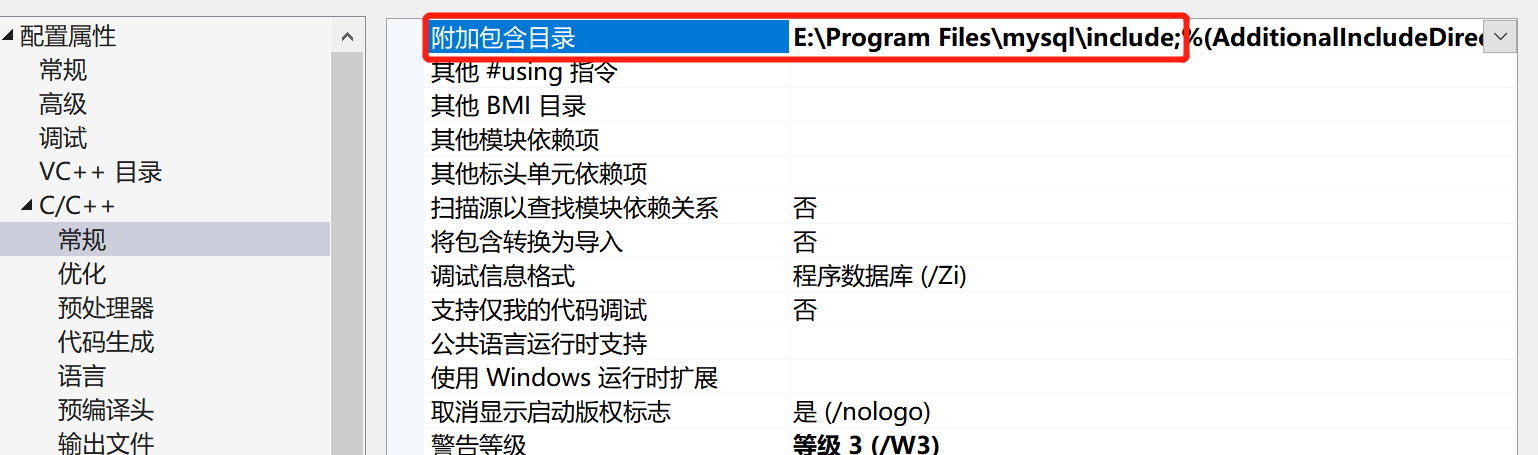 配置属性
常规
高级
调试
VC++ 目录
C/C++
常规
优化
预处理器
代码生成
语言
预编译头
输出文件
附加包含目录 E:\Program Files\mysql\include;%(AdditionalIncludeDirec
其他 #using 指令
其他 BMI 目录
其他模块依赖项
其他标头单元依赖项
扫描源以查找模块依赖关系 否
将包含转换为导入 否
调试信息格式 程序数据库 (/Zi)
支持仅我的代码调试 否
公共语言运行时支持
使用 Windows 运行时扩展
取消显示启动版权标志 是 (/nologo)
警告等级 等级 3 (/W3)